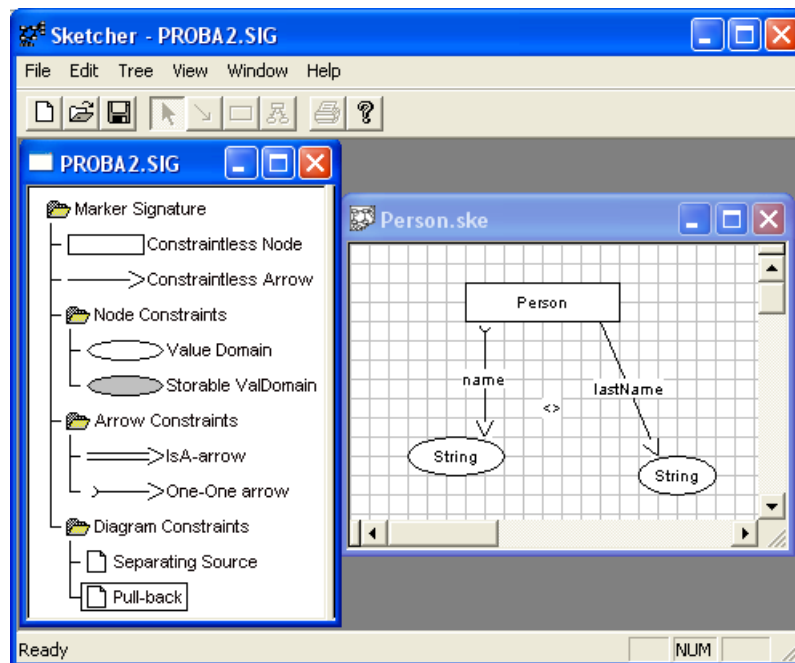 Sketcher - PROBA2.SIG
File Edit Tree View Window Help
PROBA2.SIG
Marker Signature
Constraintless Node
Constraintless Arrow
Node Constraints
Value Domain
Storable ValDomain
Arrow Constraints
IsA-arrow
One-One arrow
Diagram Constraints
Separating Source
Pull-back
Person.ske
Person
name
lastName
<>
String
String
Ready NUM